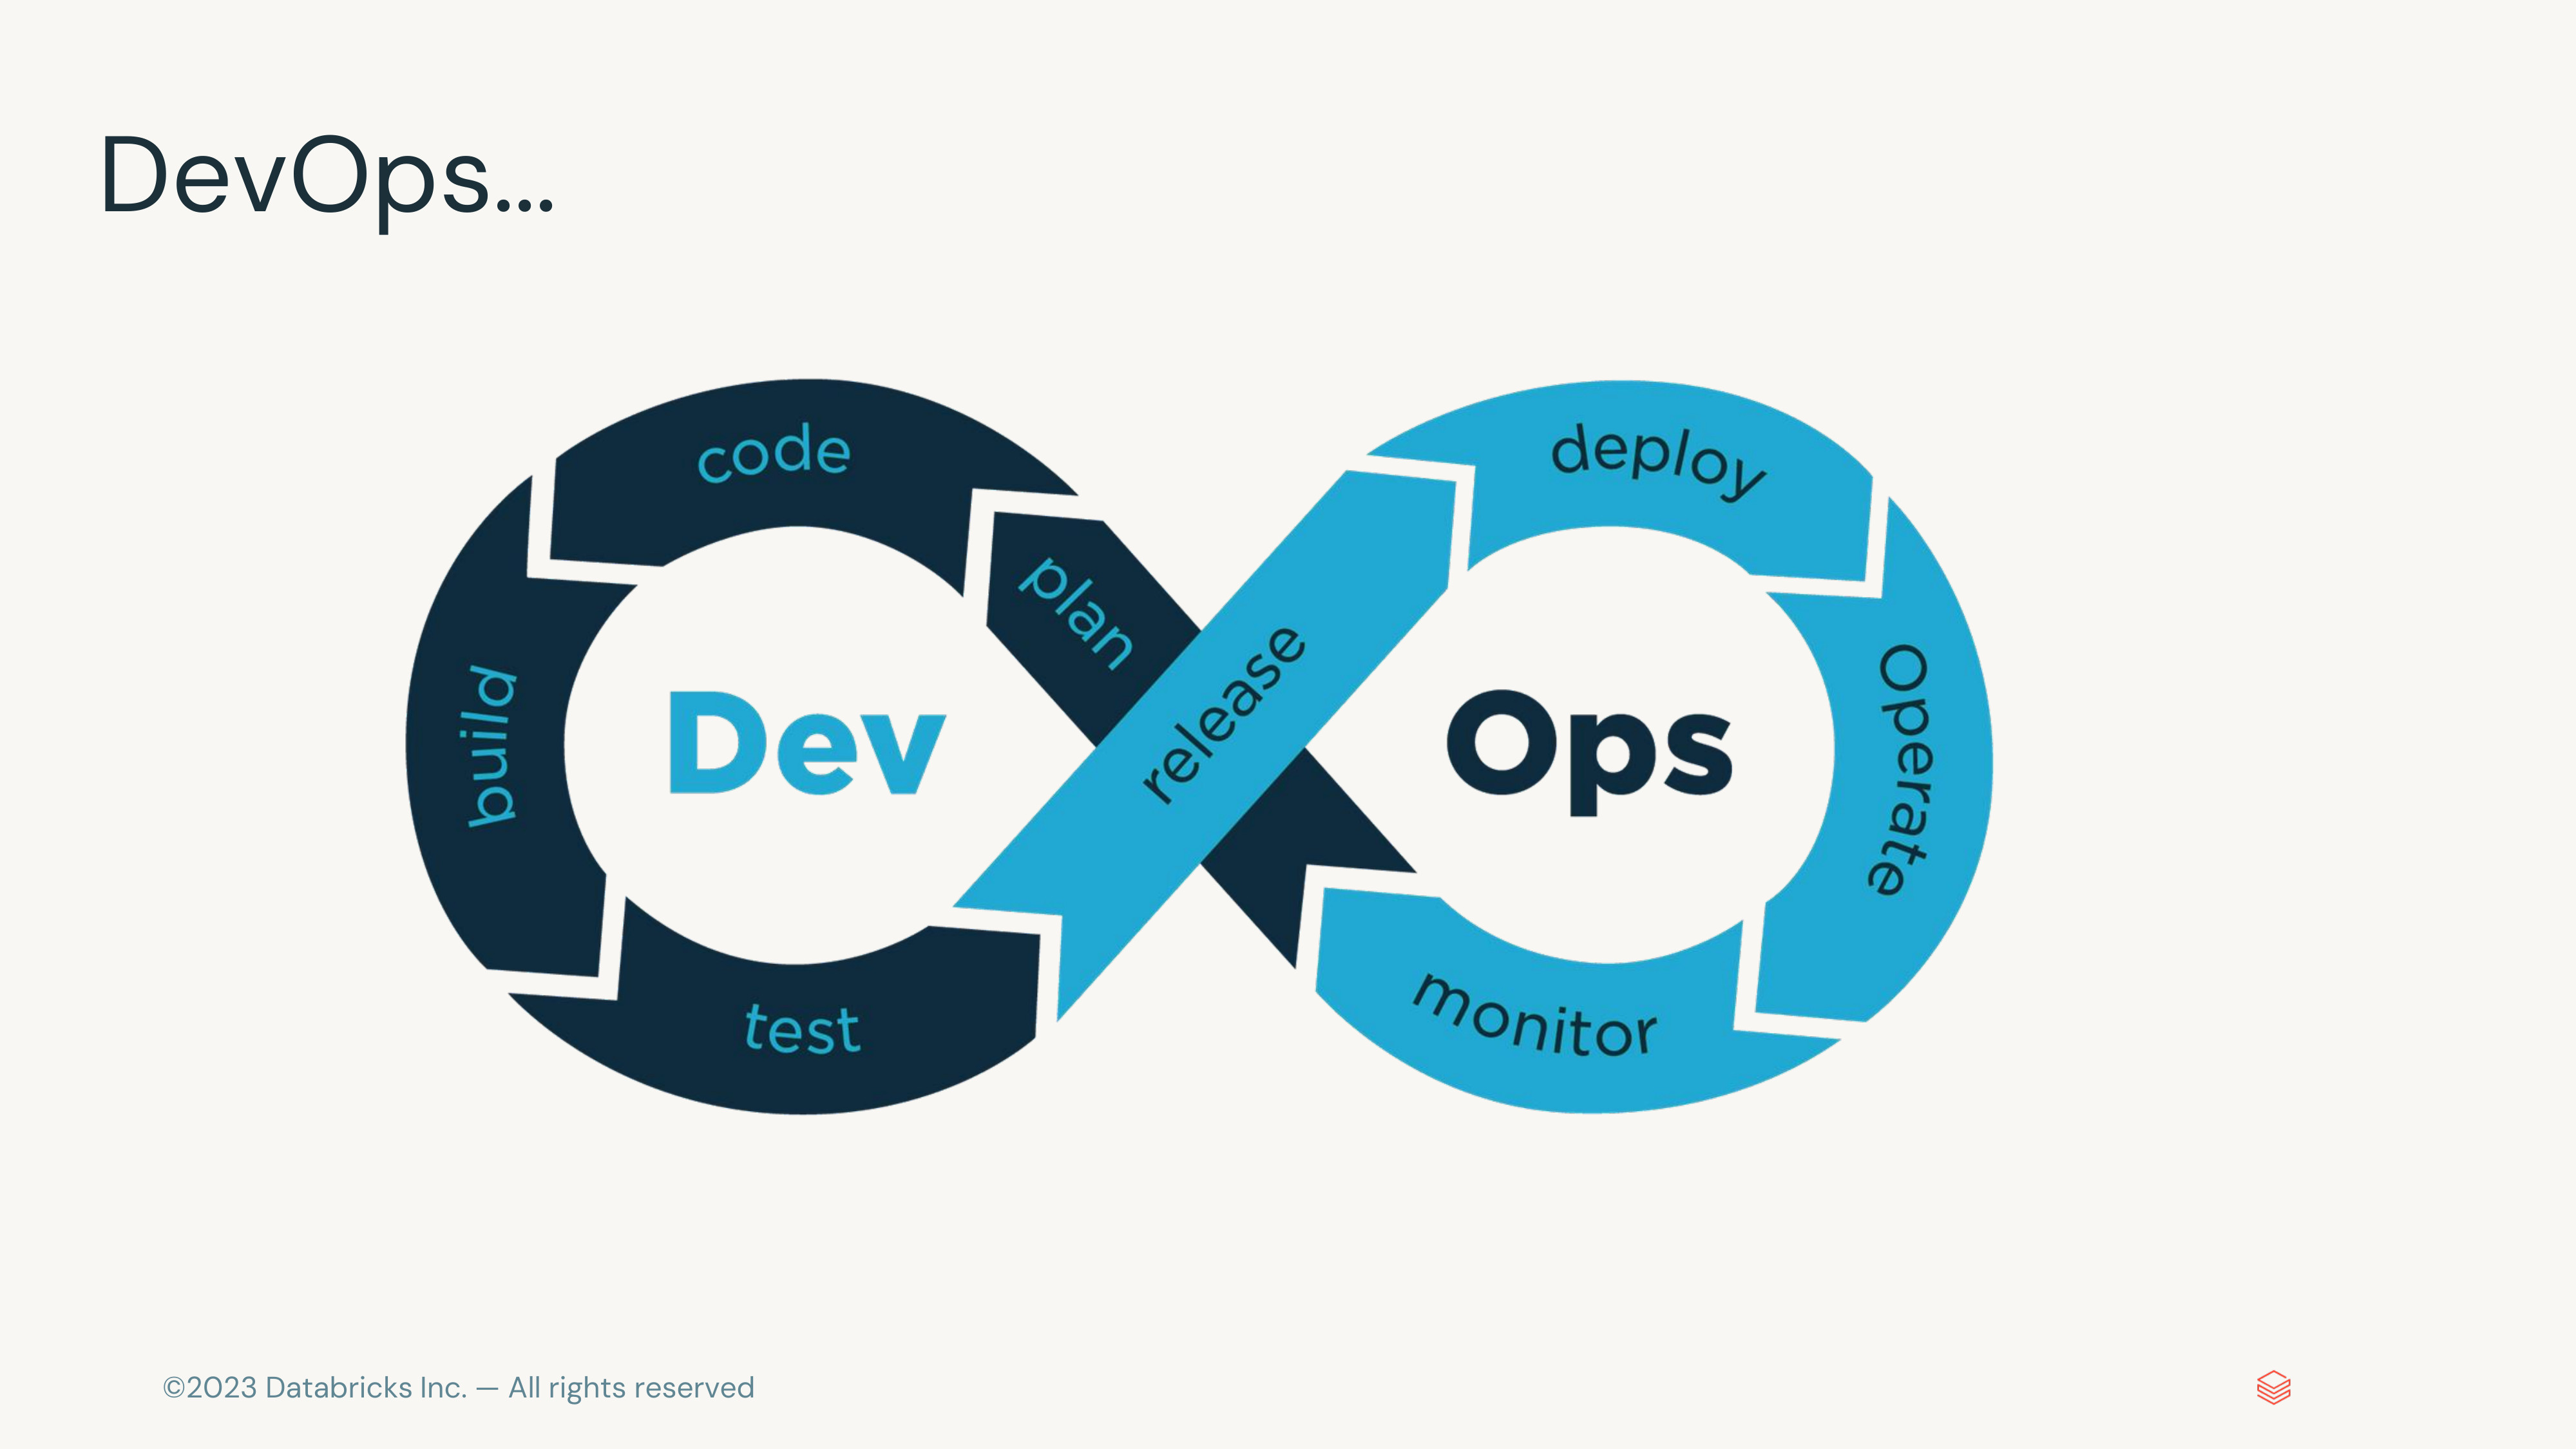 DevOps…
code
plan
build
test
Dev
release
deploy
Operate
monitor
Ops
©2023 Databricks Inc. — All rights reserved